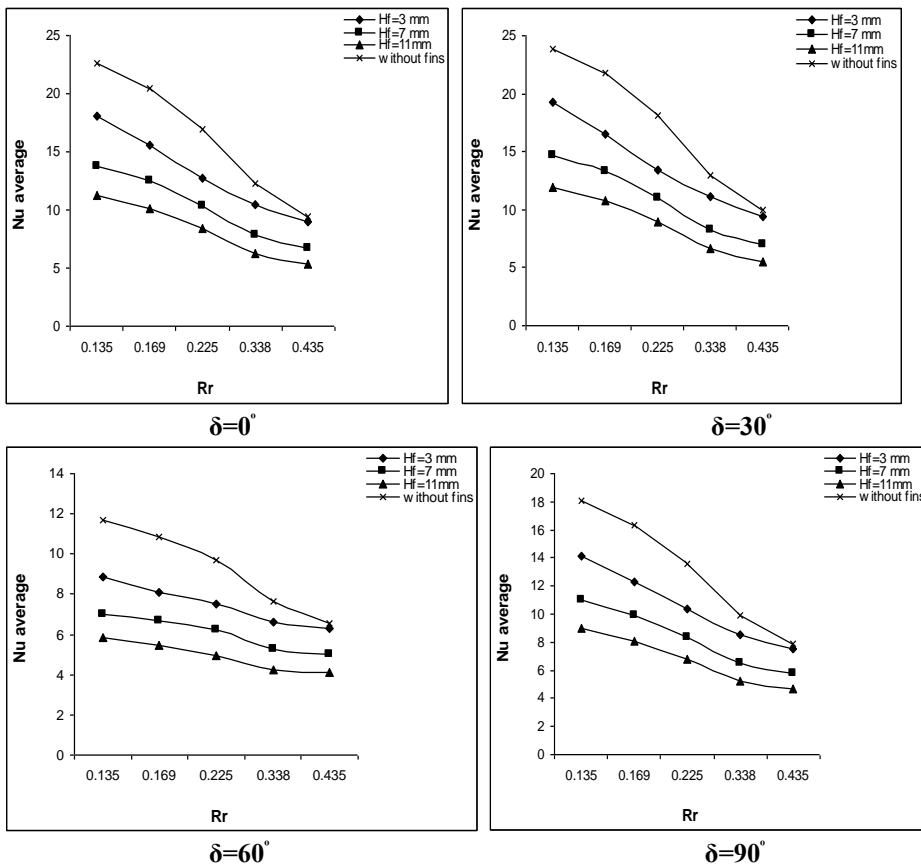 Hf=3 mm
Hf=7 mm
Hf=11mm
without fins
25
20
15
10
5
0
Nu average
0.135 0.169 0.225 0.338 0.435
Rr
δ=0°
Hf=3 mm
Hf=7 mm
Hf=11mm
without fins
25
20
15
10
5
0
Nu average
0.135 0.169 0.225 0.338 0.435
Rr
δ=30°
Hf=3 mm
Hf=7 mm
Hf=11mm
without fins
14
12
10
8
6
4
2
0
Nu average
0.135 0.169 0.225 0.338 0.435
Rr
δ=60°
Hf=3 mm
Hf=7 mm
Hf=11mm
without fins
20
18
16
14
12
10
8
6
4
2
0
Nu average
0.135 0.169 0.225 0.338 0.435
Rr
δ=90°